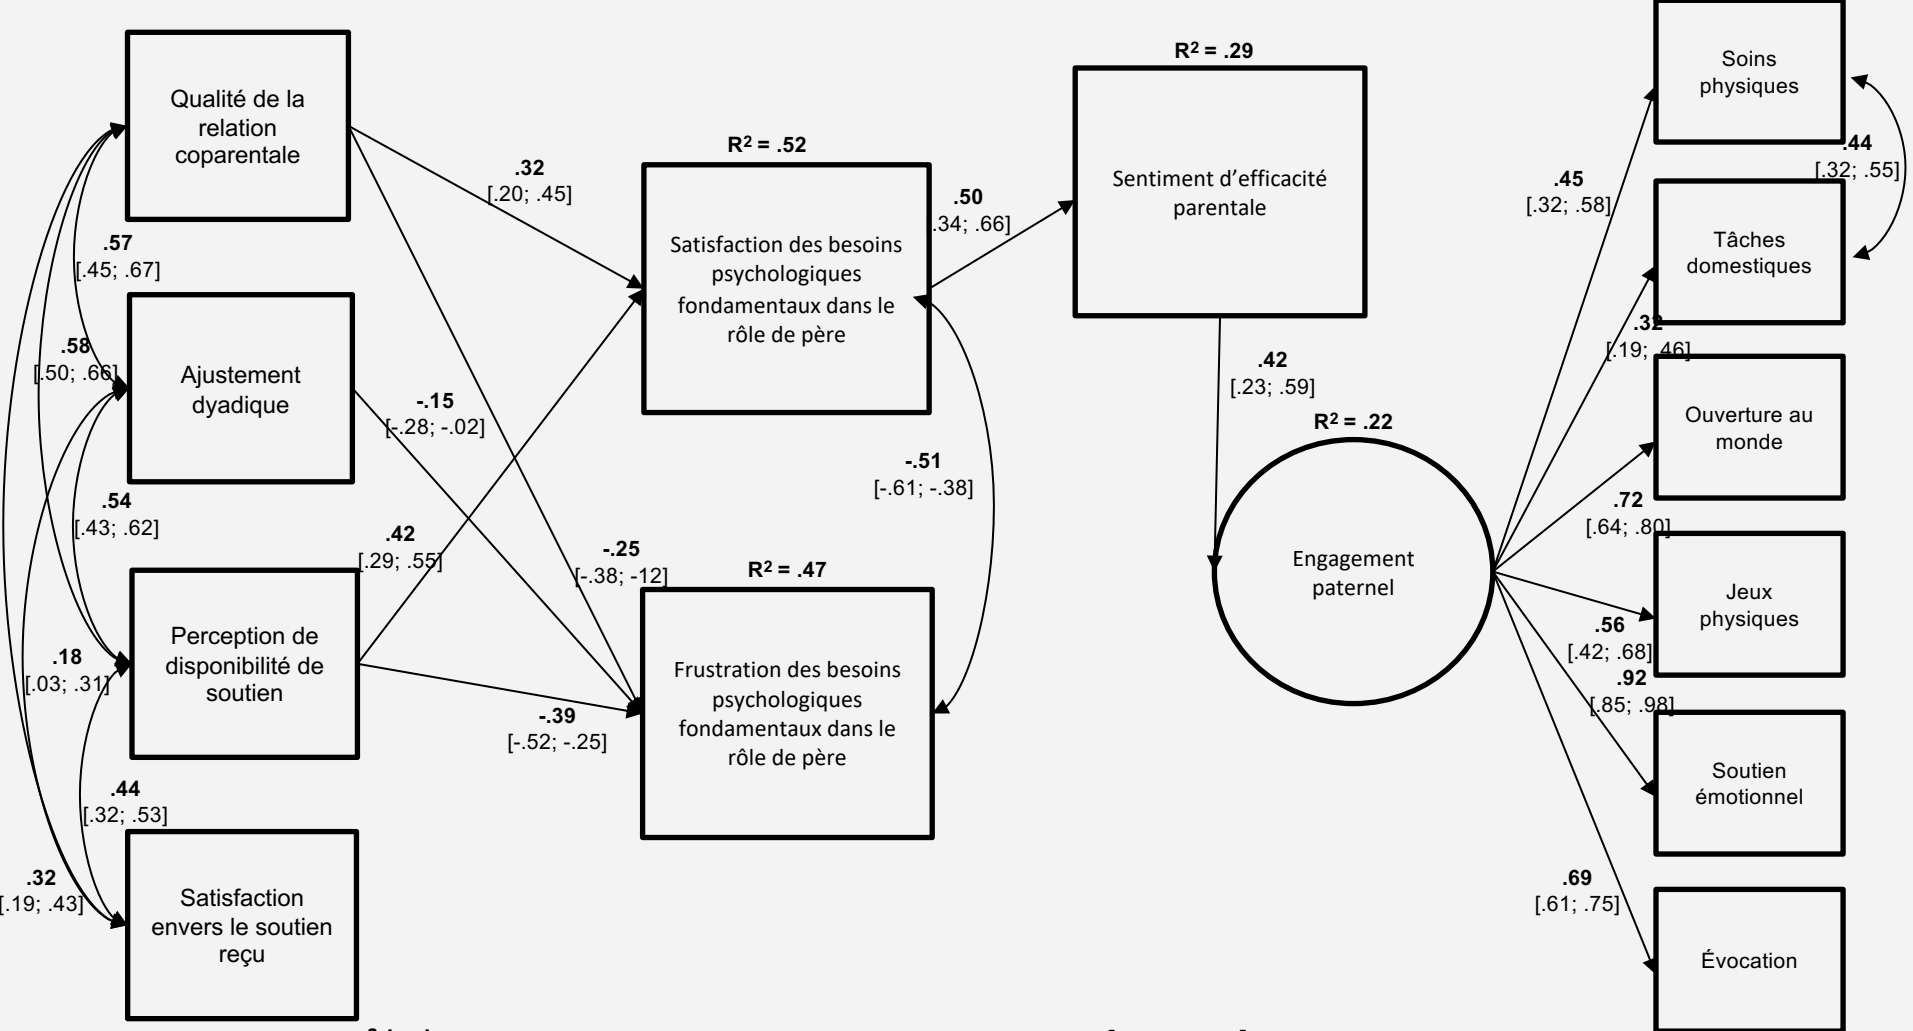 Qualité de la
relation
coparentale
.57
[.45; .67]
.58
[.50; .66]
Ajustement
dyadique
.54
[.43; .62]
Perception de
disponibilité de
soutien
.18
[.03; .31]
.44
[.32; .53]
.32
[.19; .43]
Satisfaction
envers le soutien
reçu
.32
[.20; .45]
-.15
[-.28; -.02]
.42
[.29; .55]
-.25
[-.38; -12]
-.39
[-.52; -.25]
R² = .52
Satisfaction des besoins
psychologiques
fondamentaux dans le
rôle de père
-.51
[-.61; -.38]
R² = .47
Frustration des besoins
psychologiques
fondamentaux dans le
rôle de père
.50
.34; .66]
R² = .29
Sentiment d’efficacité
parentale
.42
[.23; .59]
R² = .22
Engagement
paternel
.45
[.32; .58]
.32
[.19; .46]
.72
[.64; .80]
.56
[.42; .68]
.92
[.85; .98]
.69
[.61; .75]
Soins
physiques
.44
[.32; .55]
Tâches
domestiques
Ouverture au
monde
Jeux
physiques
Soutien
émotionnel
Évocation